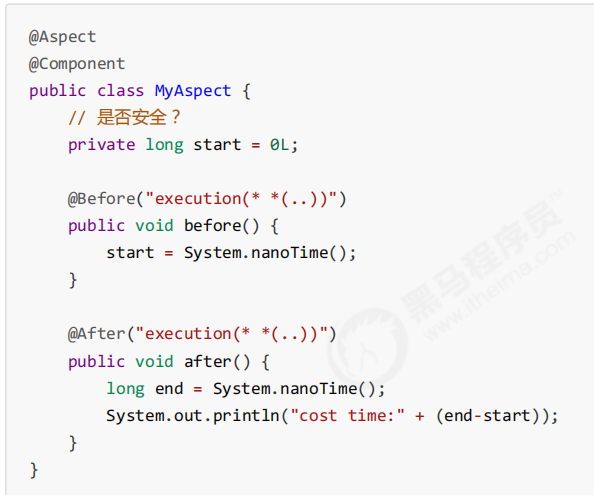 @Aspect
@Component
public class MyAspect {
// 是否安全？
private long start = 0L;
@Before("execution(* *(..))")
public void before() {
start = System.nanoTime();
}
@After("execution(* *(..))")
public void after() {
long end = System.nanoTime();
System.out.println("cost time:" + (end-start));
}
}
黑马程序员™
www.itheima.com